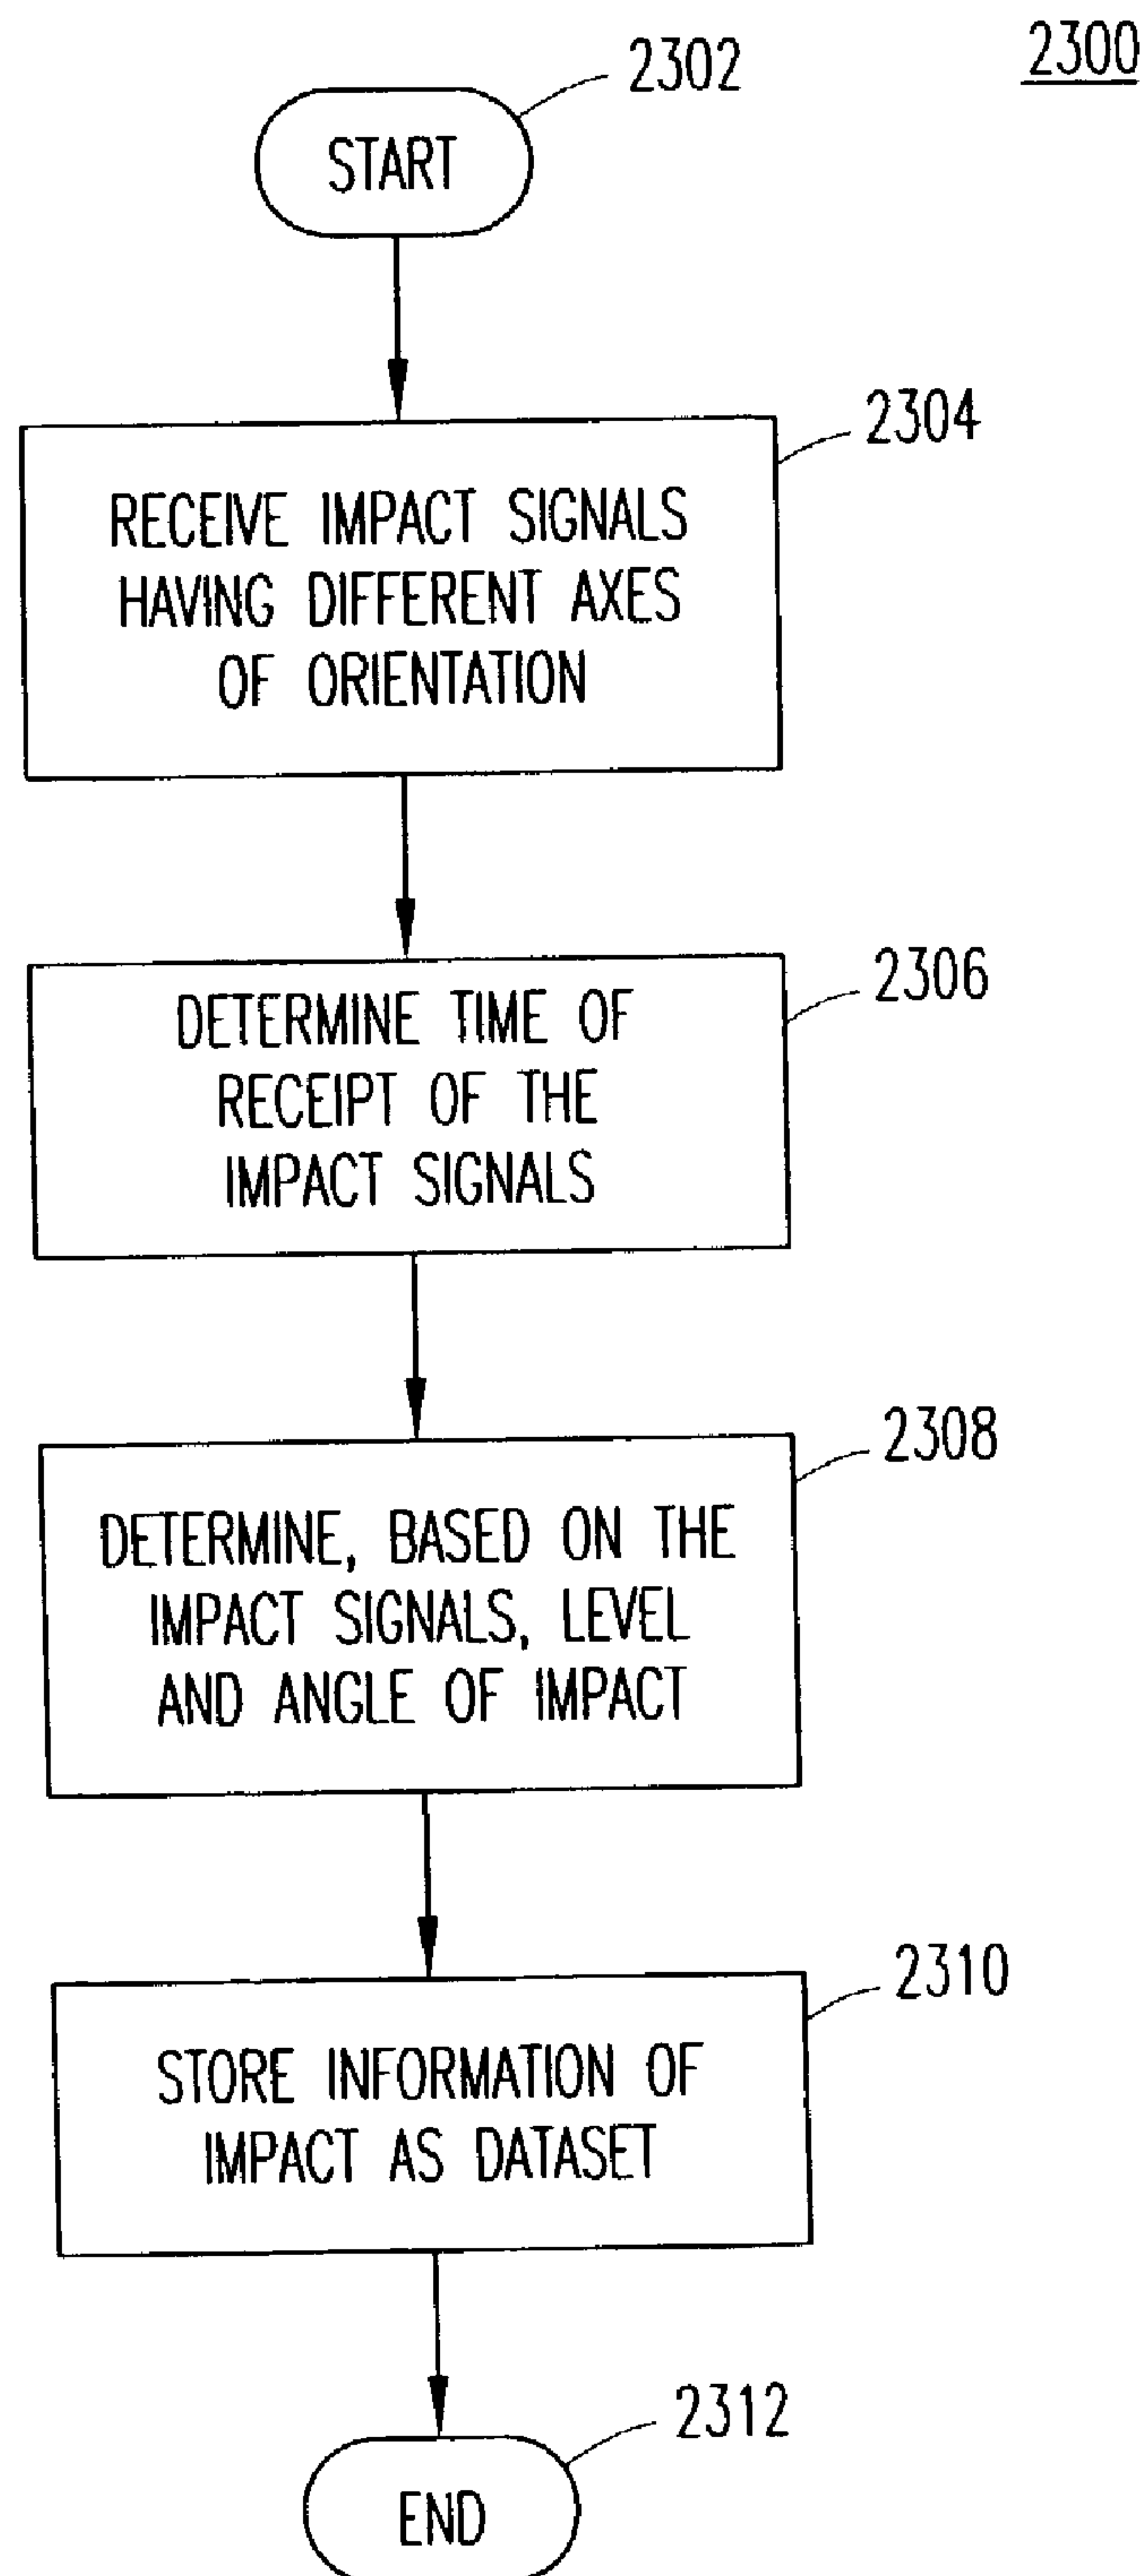 2300
2302
START
2304
RECEIVE IMPACT SIGNALS
HAVING DIFFERENT AXES
OF ORIENTATION
2306
DETERMINE TIME OF
RECEIPT OF THE
IMPACT SIGNALS
2308
DETERMINE, BASED ON THE
IMPACT SIGNALS, LEVEL
AND ANGLE OF IMPACT
2310
STORE INFORMATION OF
IMPACT AS DATASET
2312
END